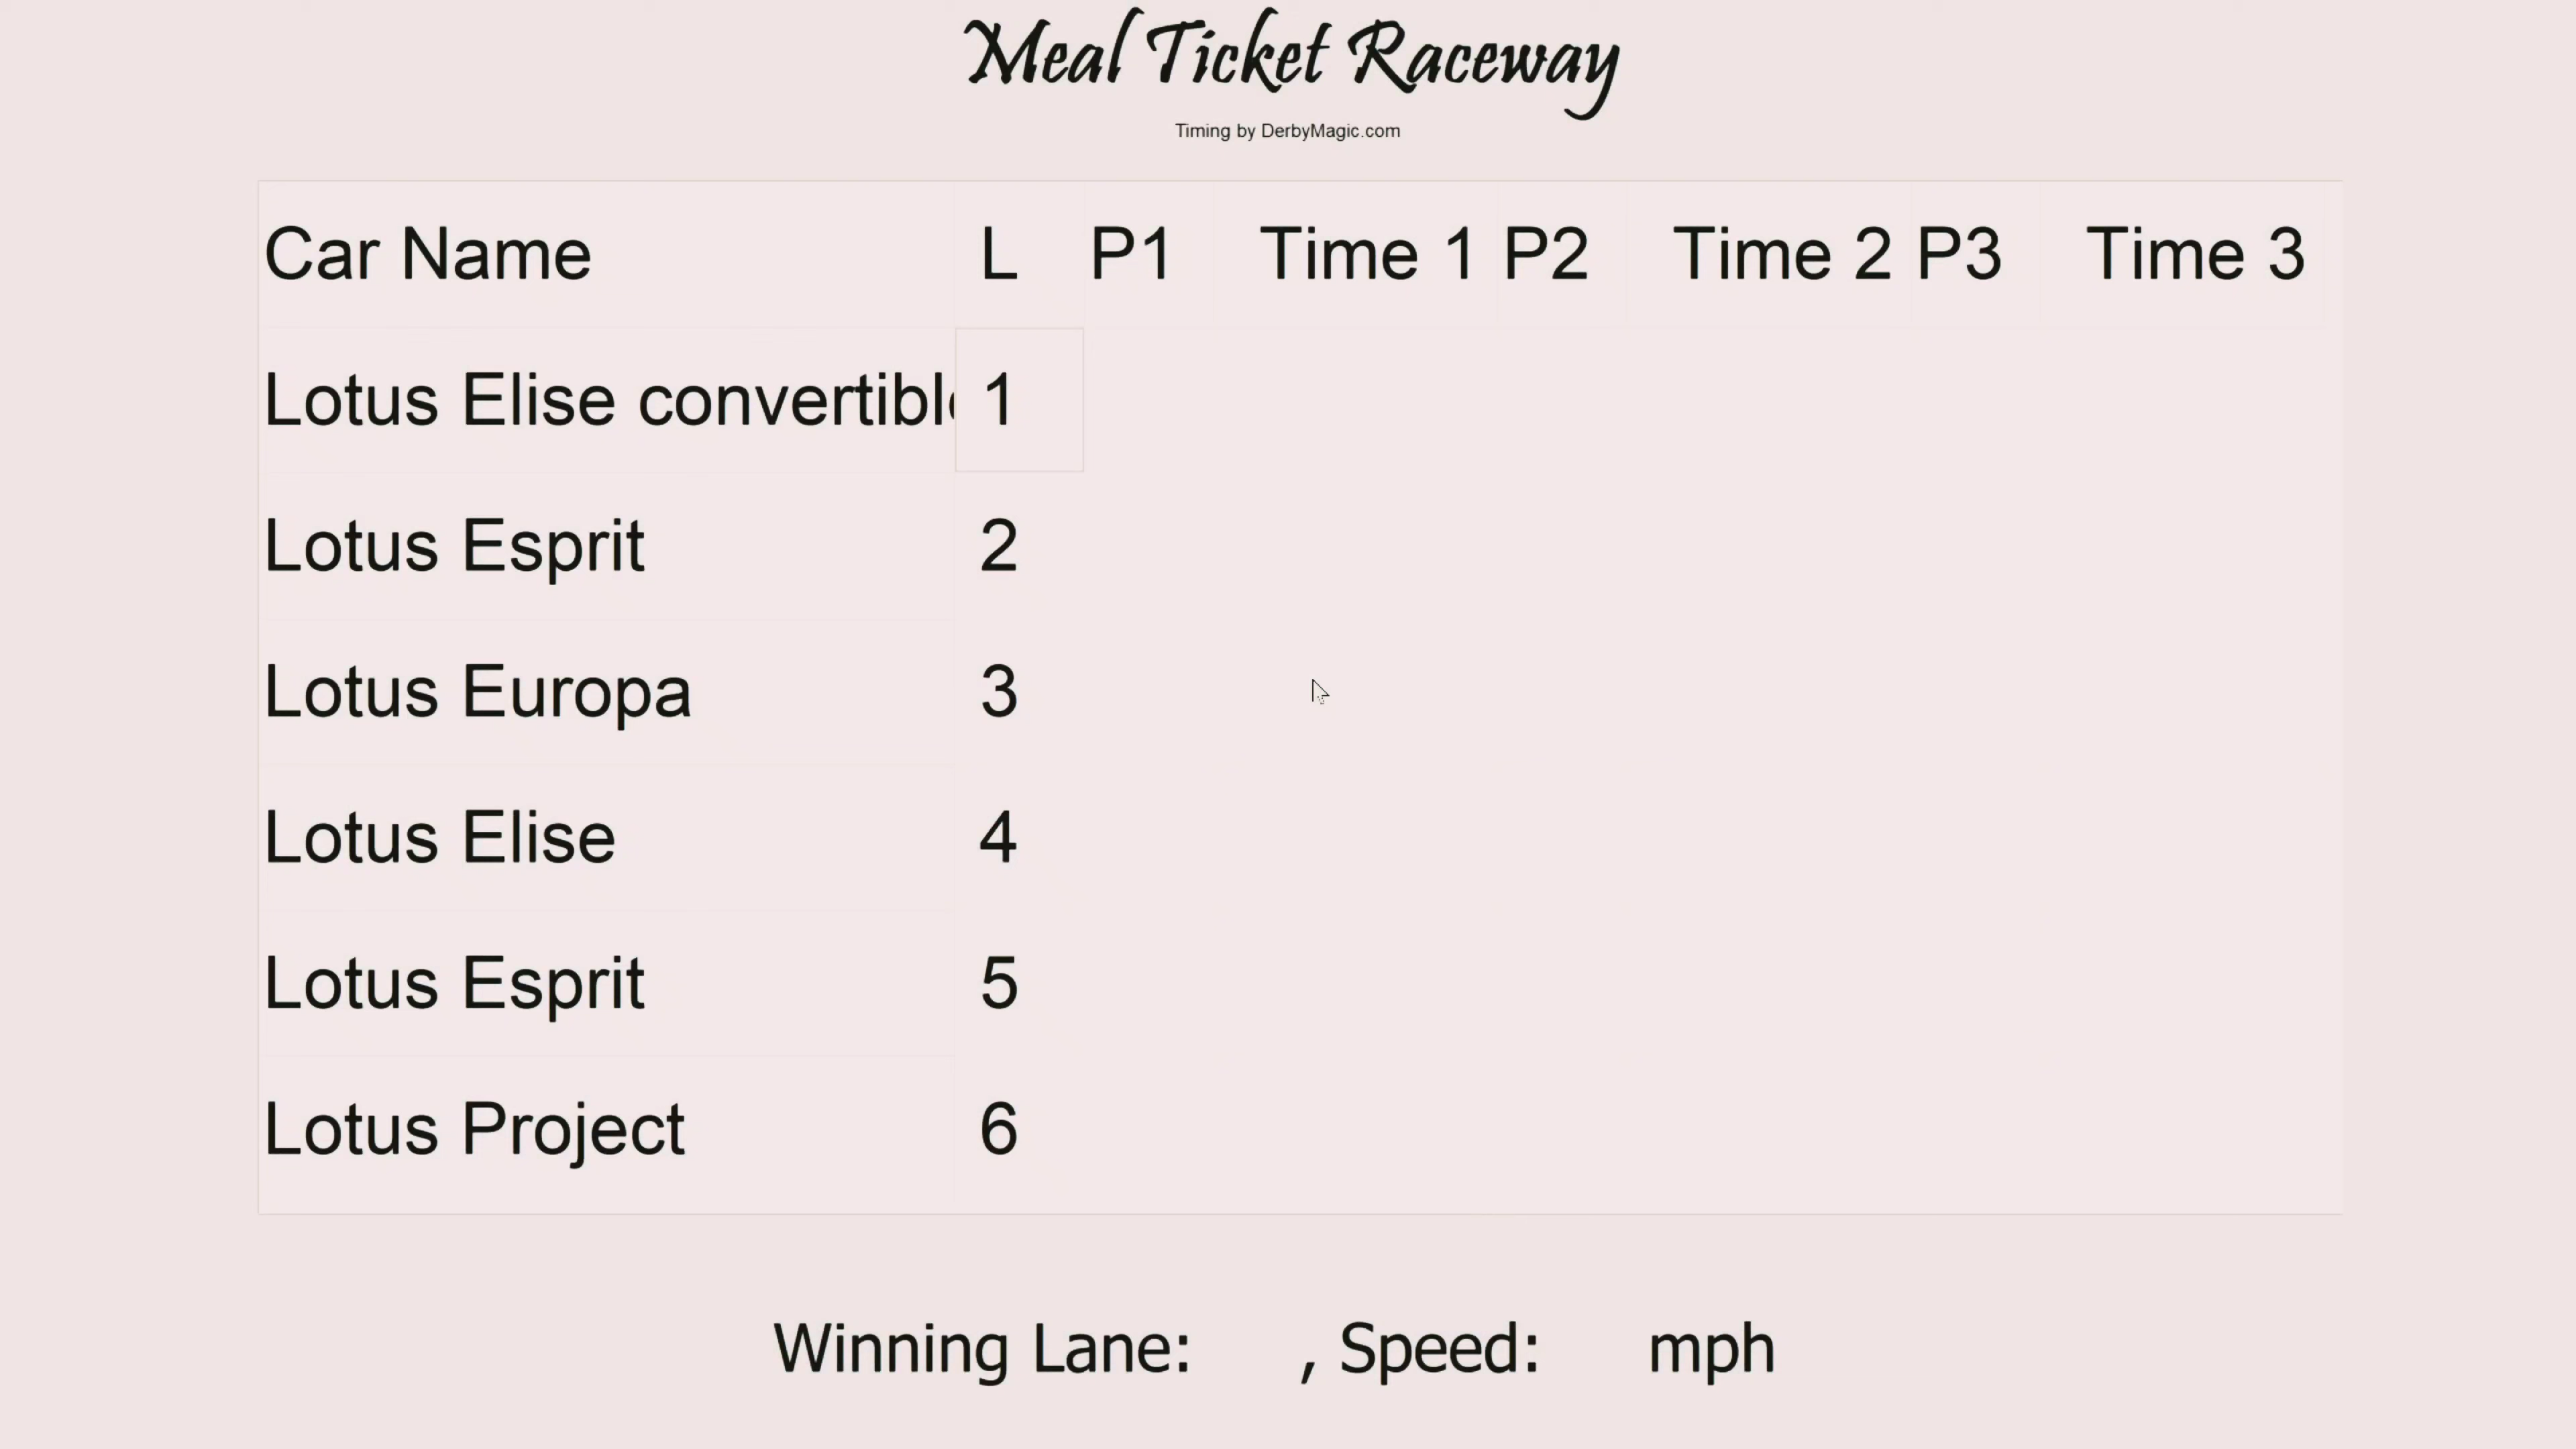 Meal Ticket Raceway
Timing by DerbyMagic.com
Car Name L P1 Time 1 P2 Time 2 P3 Time 3
Lotus Elise convertible 1
Lotus Esprit 2
Lotus Europa 3
Lotus Elise 4
Lotus Esprit 5
Lotus Project 6
Winning Lane: , Speed: mph